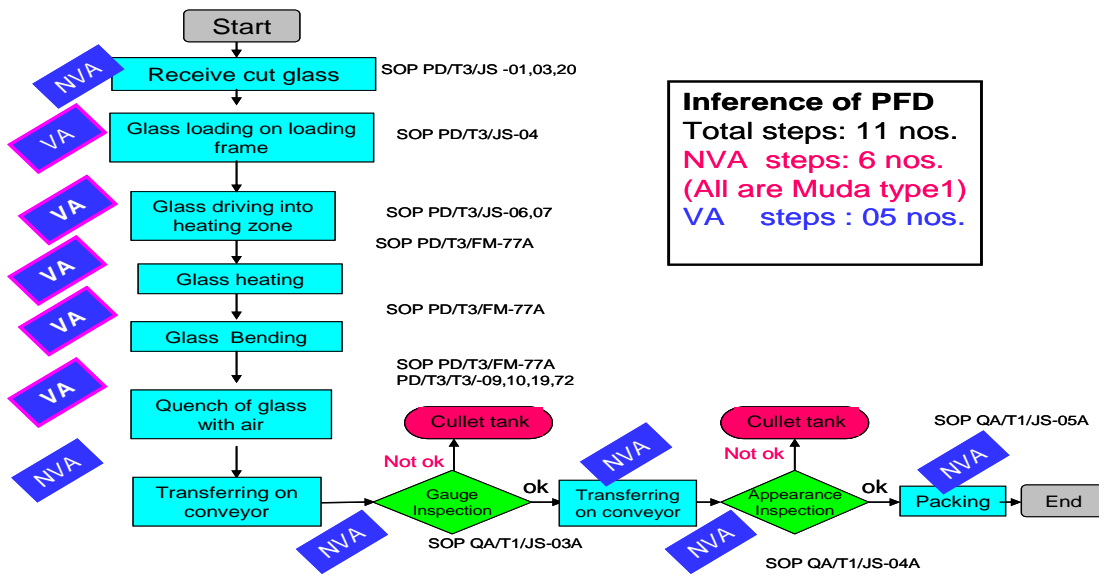 Start
NVA
Receive cut glass
SOP PD/T3/JS -01,03,20
VA
Glass loading on loading
frame
SOP PD/T3/JS-04
VA
Glass driving into
heating zone
SOP PD/T3/JS-06,07
SOP PD/T3/FM-77A
VA
Glass heating
SOP PD/T3/FM-77A
VA
Glass  Bending
SOP PD/T3/FM-77A
PD/T3/T3/-09,10,19,72
VA
Quench of glass
with air
NVA
Transferring on
conveyor
Cullet tank
Not ok
Gauge
Inspection
NVA
SOP QA/T1/JS-03A
ok
NVA
Transferring
on conveyor
Cullet tank
Not ok
Appearance
Inspection
NVA
SOP QA/T1/JS-04A
ok
SOP QA/T1/JS-05A
NVA
Packing
End
Inference of PFD
Total steps: 11 nos.
NVA  steps: 6 nos.
(All are Muda type1)
VA     steps : 05 nos.